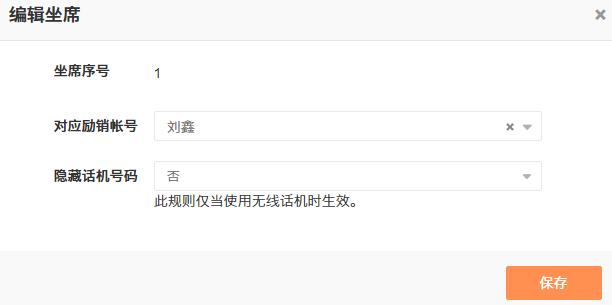 编辑坐席
坐席序号 1
对应励销帐号 刘鑫
隐藏话机号码 否
此规则仅当使用无线话机时生效。
保存